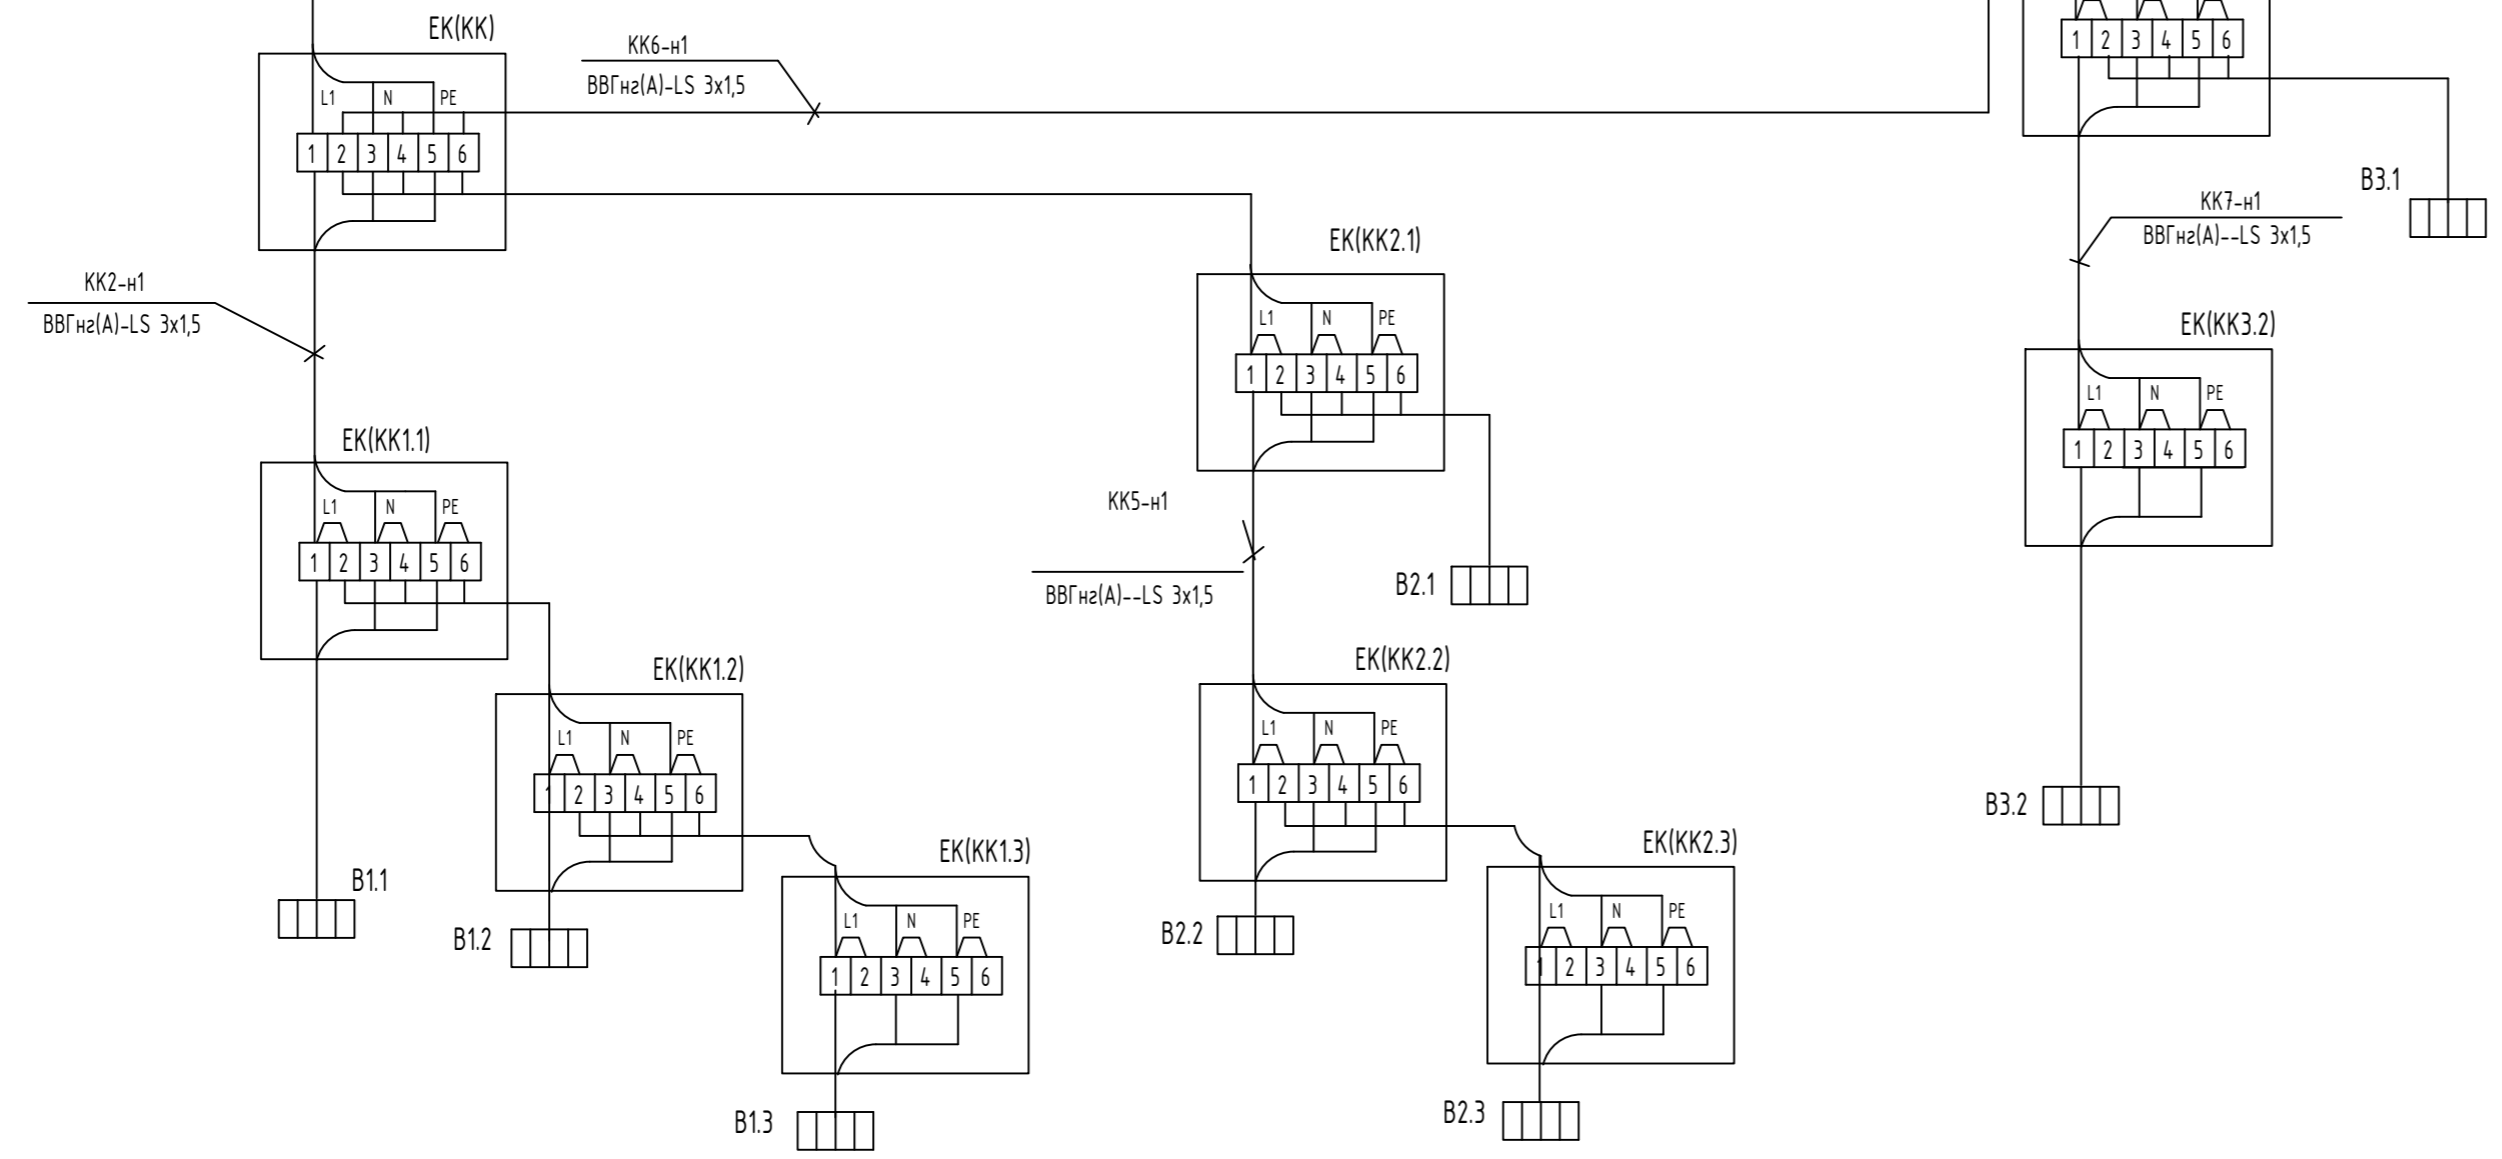 ЕК(КК)
КК6-н1
ВВГнг(А)-LS 3х1,5
1 2 3 4 5 6
L1 N PE
1 2 3 4 5 6
В3.1
КК7-н1
ВВГнг(А)--LS 3х1,5
КК2-н1
ВВГнг(А)-LS 3х1,5
ЕК(КК2.1)
L1 N PE
1 2 3 4 5 6
ЕК(КК3.2)
L1 N PE
1 2 3 4 5 6
ЕК(КК1.1)
L1 N PE
1 2 3 4 5 6
КК5-н1
ВВГнг(А)--LS 3х1,5
В2.1
ЕК(КК1.2)
L1 N PE
1 2 3 4 5 6
ЕК(КК2.2)
L1 N PE
1 2 3 4 5 6
В3.2
ЕК(КК1.3)
L1 N PE
1 2 3 4 5 6
ЕК(КК2.3)
L1 N PE
1 2 3 4 5 6
В1.1
В1.2
В2.2
В1.3
В2.3